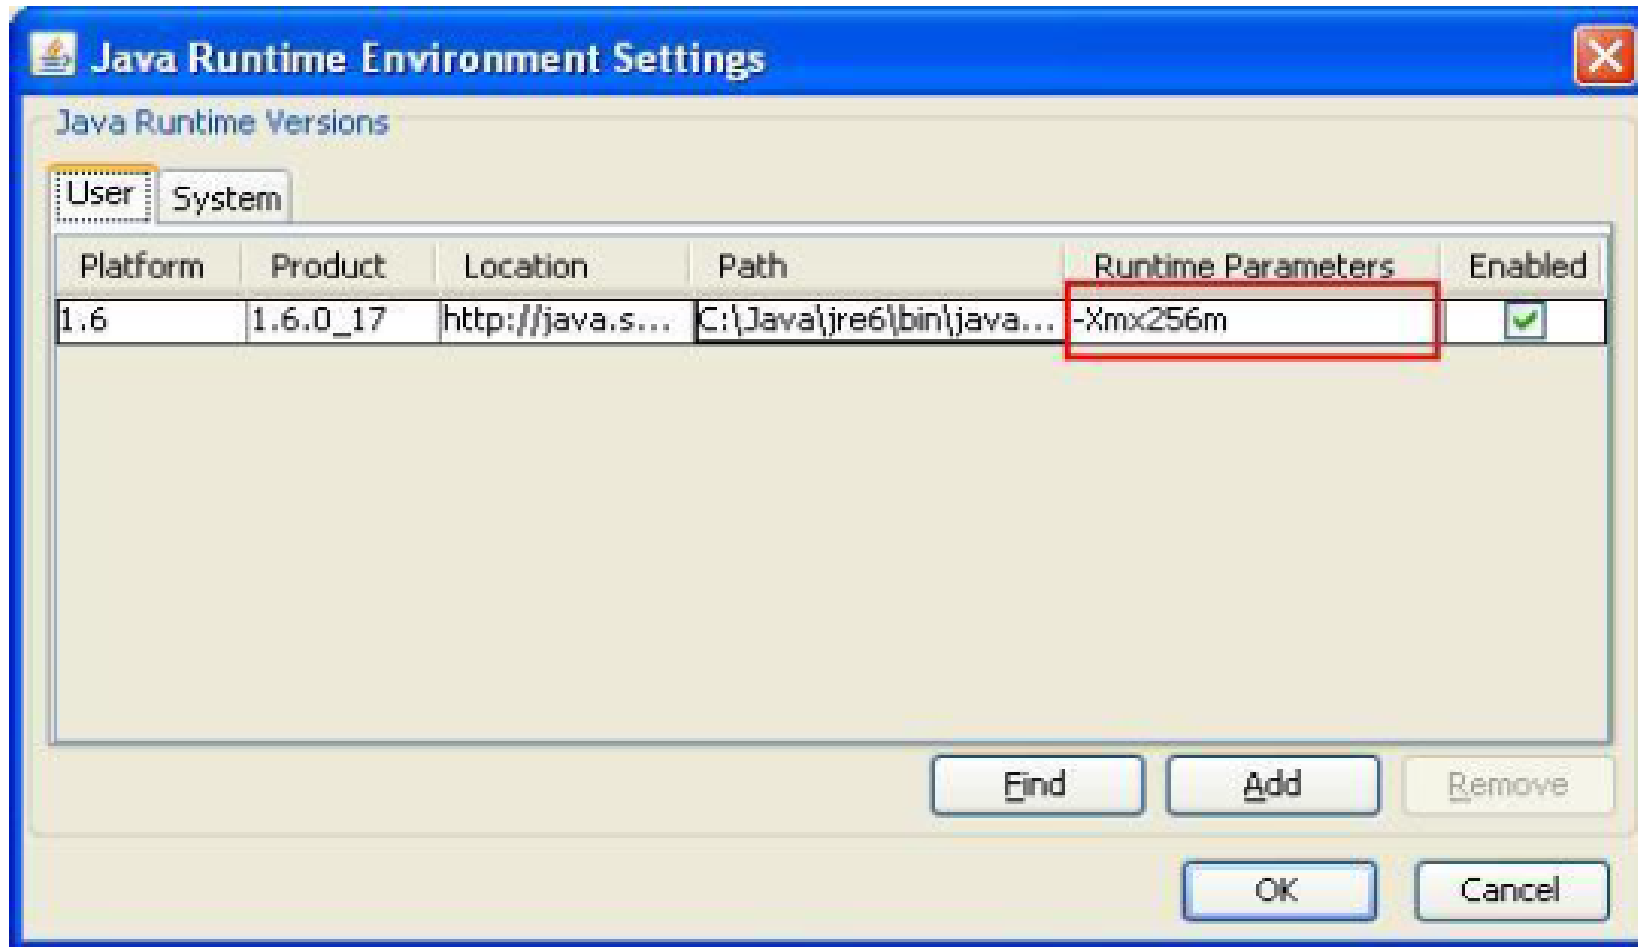 Java Runtime Environment Settings
Java Runtime Versions
User System
Platform Product Location Path Runtime Parameters Enabled
1.6 1.6.0_17 http://java.s... C:\Java\jre6\bin\java... -Xmx256m
Find Add Remove
OK Cancel